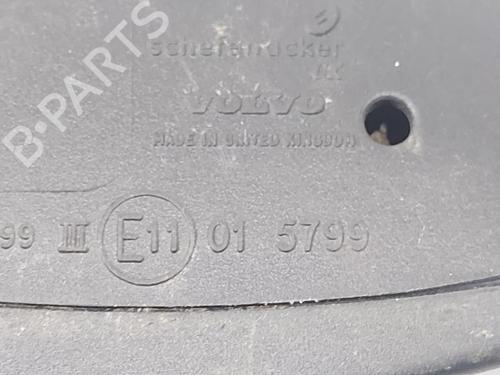 Schefenacker
UK
VOLVO
MADE IN UNITED KINGDOM
99 III E11 01 5799
B-PARTS